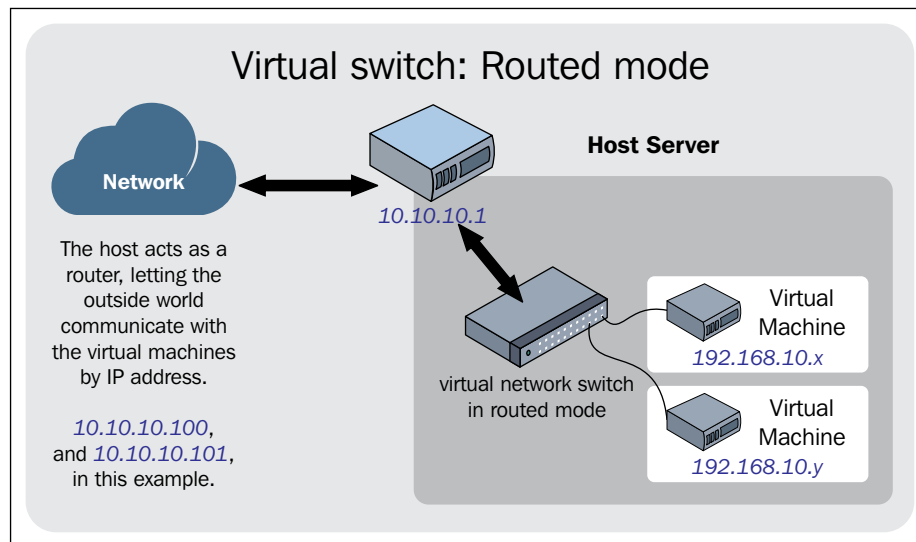 Virtual switch: Routed mode
Network
Host Server
10.10.10.1
The host acts as a
router, letting the
outside world
communicate with
the virtual machines
by IP address.
10.10.10.100,
and 10.10.10.101,
in this example.
virtual network switch
in routed mode
Virtual
Machine
192.168.10.x
Virtual
Machine
192.168.10.y